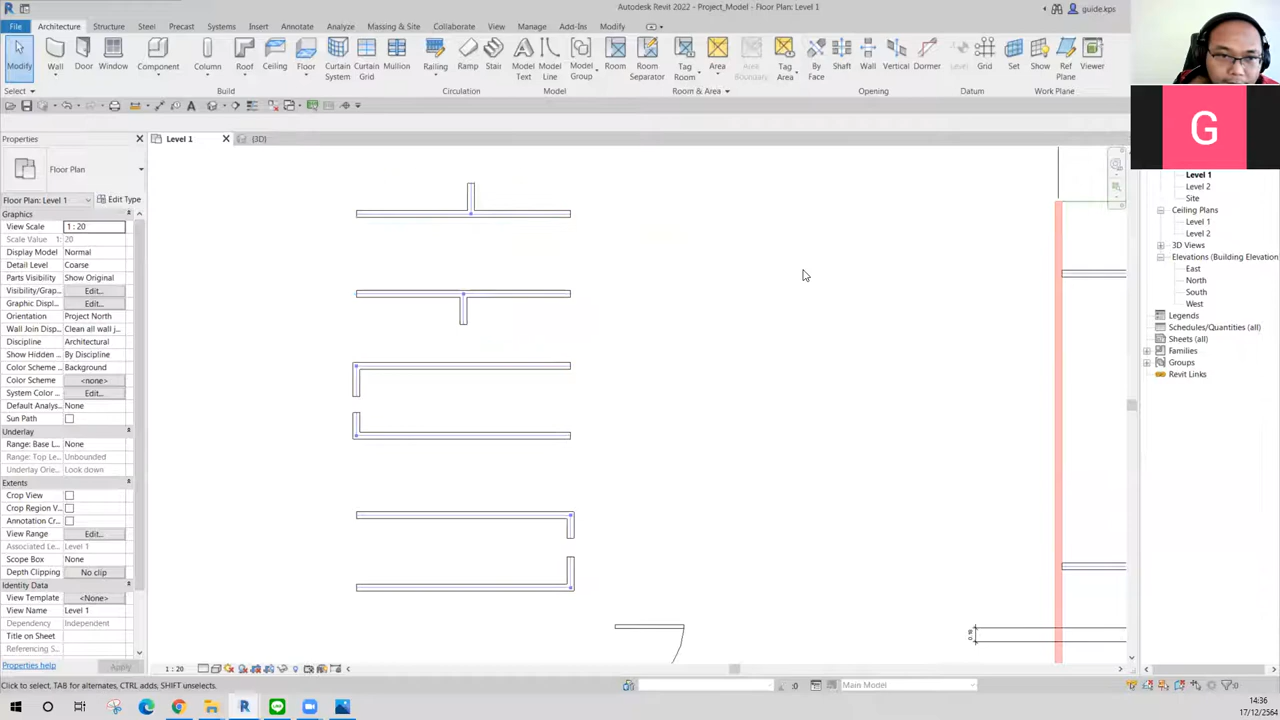 Autodesk Revit 2022 - Project_Model - Floor Plan: Level 1
guide.kps
File Architecture Structure Steel Precast Systems Insert Annotate Analyze Massing & Site Collaborate View Manage Add-Ins Modify
Modify Wall Door Window Component Column Roof Ceiling Floor Curtain System Curtain Grid Mullion Railing Ramp Stair Model Text Model Line Model Group Room Room Separator Tag Room Area Area Boundary Tag Area By Face Shaft Wall Vertical Dormer Level Grid Set Show Ref Plane Viewer
Select Build Circulation Model Room & Area Opening Datum Work Plane
Properties
Level 1
(3D)
Floor Plan
Floor Plan: Level 1 Edit Type
Graphics
View Scale 1 : 20
Scale Value 1: 20
Display Model Normal
Detail Level Coarse
Parts Visibility Show Original
Visibility/Grap... Edit...
Graphic Displ... Edit...
Orientation Project North
Wall Join Disp... Clean all wall j...
Discipline Architectural
Show Hidden ... By Discipline
Color Scheme ... Background
Color Scheme <none>
System Color ... Edit...
Default Analys... None
Sun Path
Underlay
Range: Base L... None
Range: Top Le... Unbounded
Underlay Orie... Look down
Extents
Crop View
Crop Region V...
Annotation Cr...
View Range Edit...
Associated Le... Level 1
Scope Box None
Depth Clipping No clip
Identity Data
View Template <None>
View Name Level 1
Dependency Independent
Title on Sheet
Referencing S...
Properties help Apply
G
Level 1
Level 2
Site
Ceiling Plans
Level 1
Level 2
3D Views
Elevations (Building Elevation
East
North
South
West
Legends
Schedules/Quantities (all)
Sheets (all)
Families
Groups
Revit Links
1 : 20
Click to select, TAB for alternates, CTRL adds, SHIFT unselects.
:0
Main Model
:0
14:36
17/12/2564